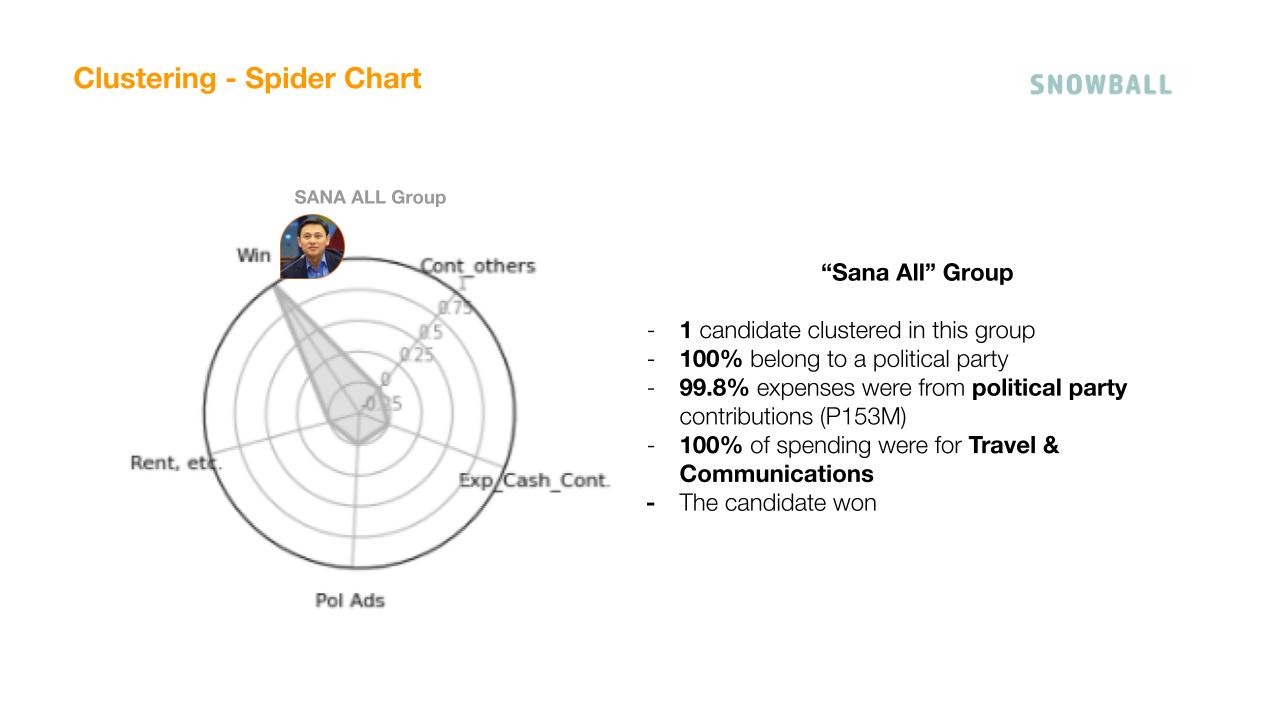 Clustering - Spider Chart
SNOWBALL
SANA ALL Group
Win
Cont_others
1
0.75
0.5
0.25
0
-0.25
Rent, etc.
Exp_Cash_Cont.
Pol Ads
“Sana All” Group
- 1 candidate clustered in this group
- 100% belong to a political party
- 99.8% expenses were from political party
contributions (P153M)
- 100% of spending were for Travel &
Communications
- The candidate won